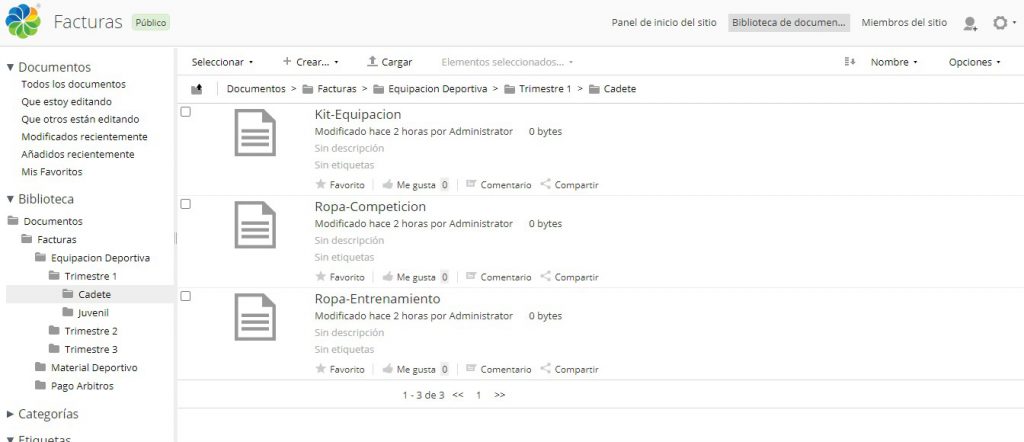 Facturas Público
Panel de inicio del sitio Biblioteca de documen... Miembros del sitio
Documentos
Todos los documentos
Que estoy editando
Que otros están editando
Modificados recientemente
Añadidos recientemente
Mis Favoritos
Biblioteca
Documentos
Facturas
Equipacion Deportiva
Trimestre 1
Cadete
Juvenil
Trimestre 2
Trimestre 3
Material Deportivo
Pago Arbitros
Categorías
Etiquetas
Seleccionar Crear... Cargar Elementos seleccionados... Nombre Opciones
Documentos > Facturas > Equipacion Deportiva > Trimestre 1 > Cadete
Kit-Equipacion
Modificado hace 2 horas por Administrator 0 bytes
Sin descripción
Sin etiquetas
Favorito Me gusta 0 Comentario Compartir
Ropa-Competicion
Modificado hace 2 horas por Administrator 0 bytes
Sin descripción
Sin etiquetas
Favorito Me gusta 0 Comentario Compartir
Ropa-Entrenamiento
Modificado hace 2 horas por Administrator 0 bytes
Sin descripción
Sin etiquetas
Favorito Me gusta 0 Comentario Compartir
1 - 3 de 3 << 1 >>